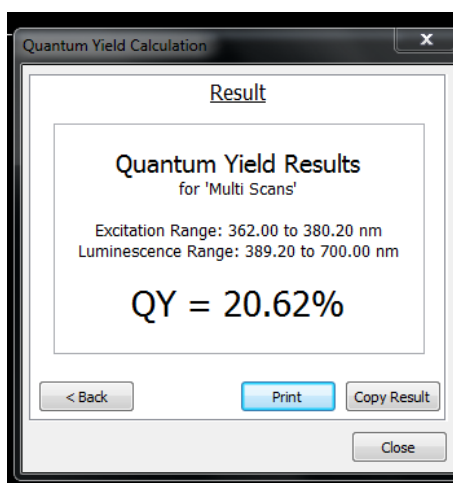 Quantum Yield Calculation
x
Result
Quantum Yield Results
for 'Multi Scans'
Excitation Range: 362.00 to 380.20 nm
Luminescence Range: 389.20 to 700.00 nm
QY = 20.62%
< Back Print Copy Result
Close